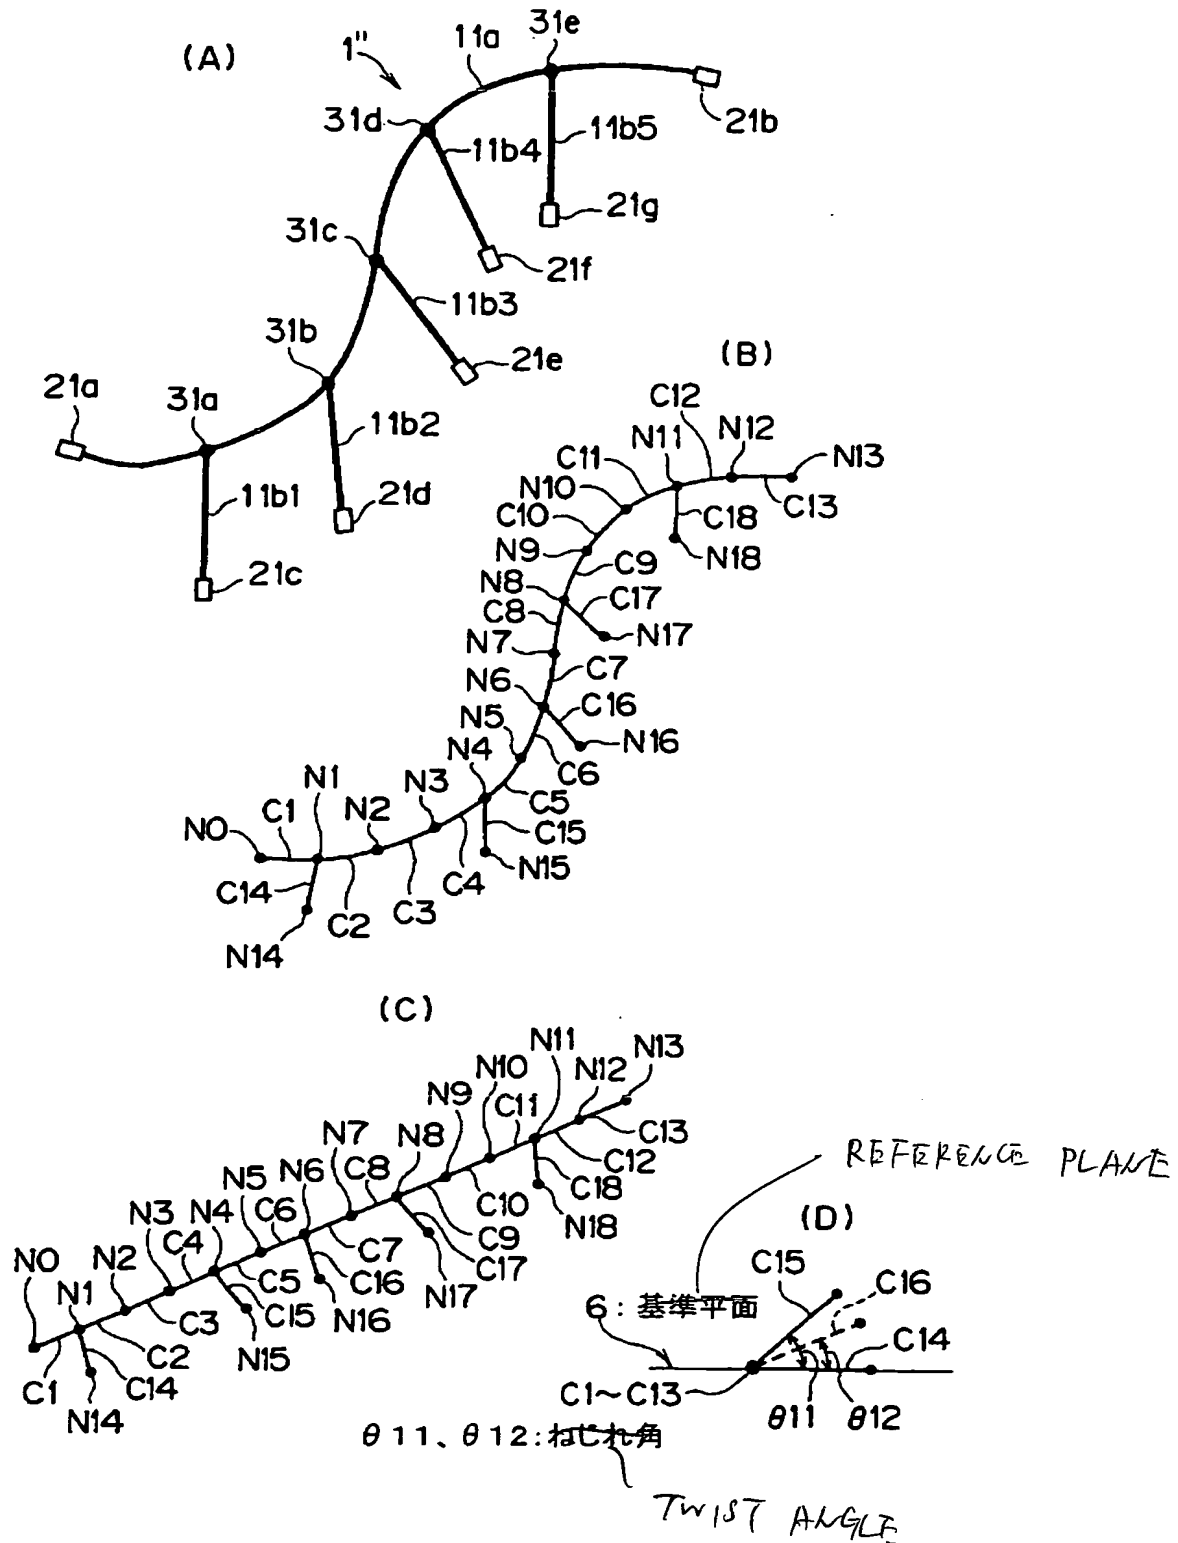 (A)
1"
11a
31e
21b
31d
11b4
11b5
21g
31c
21f
11b3
31b
21e
21a
31a
11b2
11b1
21d
21c
(B)
C12
N11
N12
N13
C11
N10
C13
C10
C18
N9
N18
C9
N8
C17
C8
N17
N7
C7
N6
C16
N5
N16
N4
C6
N1
N3
C5
C1
N2
C15
N0
N15
C4
C14
C3
C2
N14
(C)
N11
N13
N10
N12
C11
N9
C13
N7
N8
C12
N6
C8
C18
N5
C10
N3
N4
C6
N18
C9
N0
C4
C7
C17
N2
C5
C16
N17
N1
C3
C15
N16
C2
N15
C1
C14
N14
REFERENCE PLANE
(D)
C15
C16
6:基準平面
C14
C1~C13
θ11
θ12
θ11、θ12:ねじれ角
TWIST ANGLE